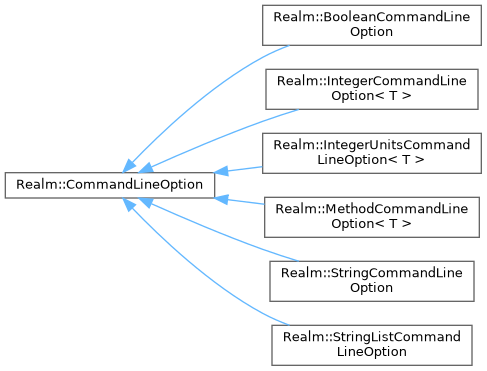 Realm::BooleanCommandLine
Option
Realm::IntegerCommandLine
Option< T >
Realm::IntegerUnitsCommand
LineOption< T >
Realm::CommandLineOption
Realm::MethodCommandLine
Option< T >
Realm::StringCommandLine
Option
Realm::StringListCommand
LineOption